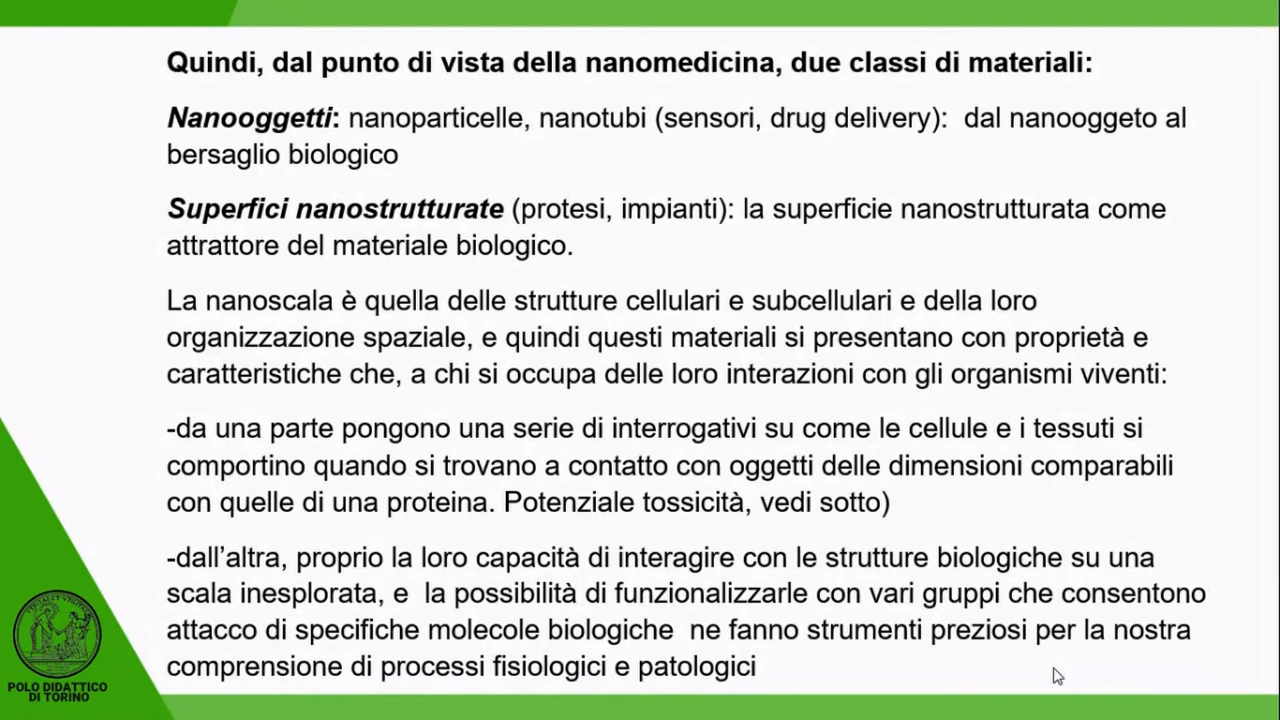 Quindi, dal punto di vista della nanomedicina, due classi di materiali:
Nanooggetti: nanoparticelle, nanotubi (sensori, drug delivery): dal nanooggeto al
bersaglio biologico
Superfici nanostrutturate (protesi, impianti): la superficie nanostrutturata come
attrattore del materiale biologico.
La nanoscala è quella delle strutture cellulari e subcellulari e della loro
organizzazione spaziale, e quindi questi materiali si presentano con proprietà e
caratteristiche che, a chi si occupa delle loro interazioni con gli organismi viventi:
-da una parte pongono una serie di interrogativi su come le cellule e i tessuti si
comportino quando si trovano a contatto con oggetti delle dimensioni comparabili
con quelle di una proteina. Potenziale tossicità, vedi sotto)
-dall'altra, proprio la loro capacità di interagire con le strutture biologiche su una
scala inesplorata, e la possibilità di funzionalizzarle con vari gruppi che consentono
attacco di specifiche molecole biologiche ne fanno strumenti preziosi per la nostra
comprensione di processi fisiologici e patologici
POLO DIDATTICO
DI TORINO